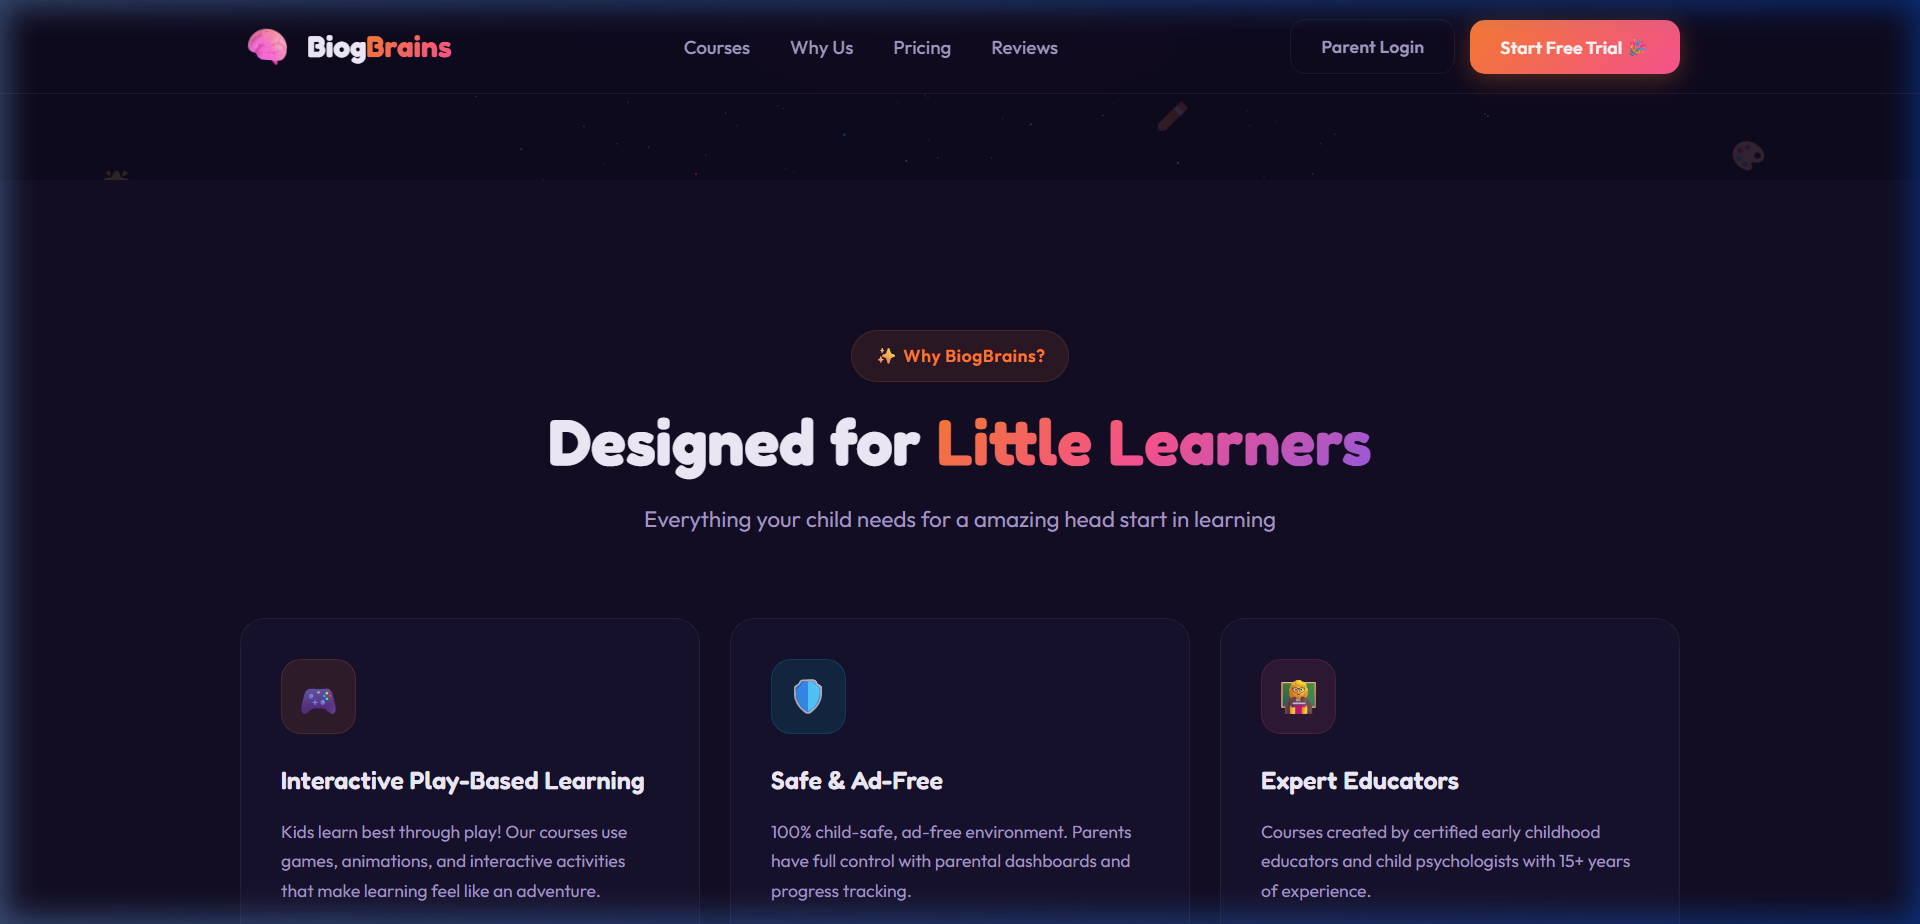 BiogBrains
Courses
Why Us
Pricing
Reviews
Parent Login
Start Free Trial 🎉
✨ Why BiogBrains?
Designed for Little Learners
Everything your child needs for a amazing head start in learning
Interactive Play-Based Learning
Kids learn best through play! Our courses use
games, animations, and interactive activities
that make learning feel like an adventure.
Safe & Ad-Free
100% child-safe, ad-free environment. Parents
have full control with parental dashboards and
progress tracking.
Expert Educators
Courses created by certified early childhood
educators and child psychologists with 15+ years
of experience.